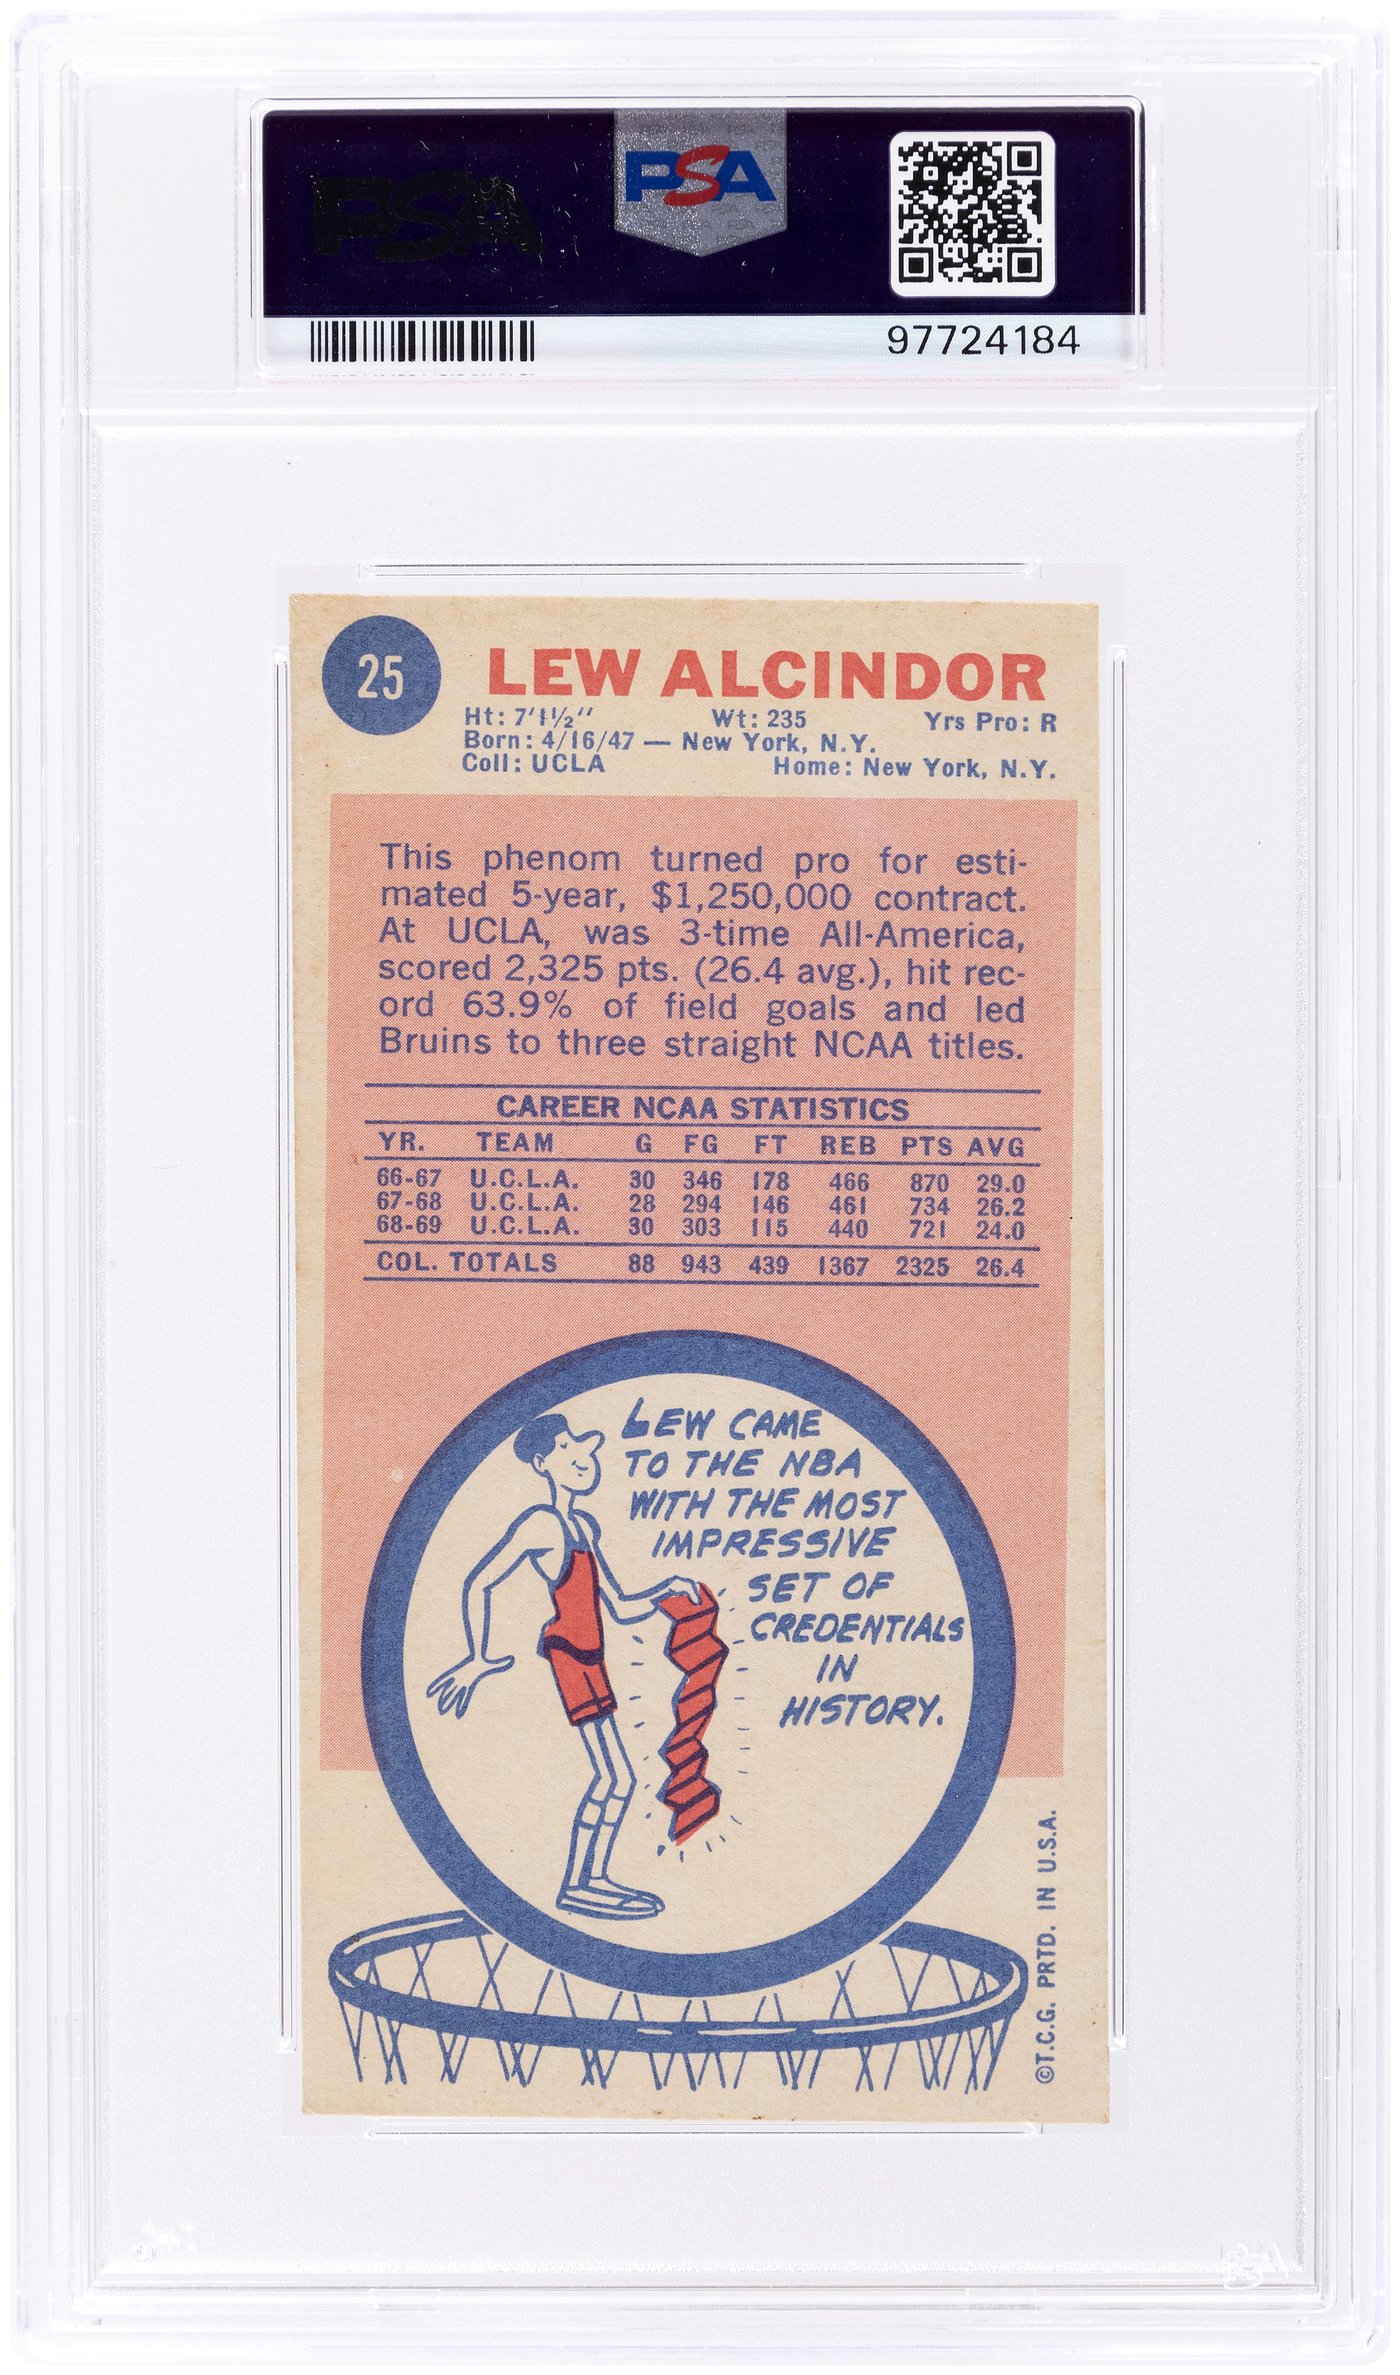 PSA
PSA
97724184
25
LEW ALCINDOR
Ht: 7'1½" Wt: 235 Yrs Pro: R
Born: 4/16/47 — New York, N.Y.
Coll: UCLA Home: New York, N.Y.
This phenom turned pro for esti-
mated 5-year, $1,250,000 contract.
At UCLA, was 3-time All-America,
scored 2,325 pts. (26.4 avg.), hit rec-
ord 63.9% of field goals and led
Bruins to three straight NCAA titles.
CAREER NCAA STATISTICS
YR. TEAM G FG FT REB PTS AVG
66-67 U.C.L.A. 30 346 178 466 870 29.0
67-68 U.C.L.A. 28 294 146 461 734 26.2
68-69 U.C.L.A. 30 303 115 440 721 24.0
COL. TOTALS 88 943 439 1367 2325 26.4
LEW CAME
TO THE NBA
WITH THE MOST
IMPRESSIVE
SET OF
CREDENTIALS
IN
HISTORY.
©T.C.G. PRTD. IN U.S.A.